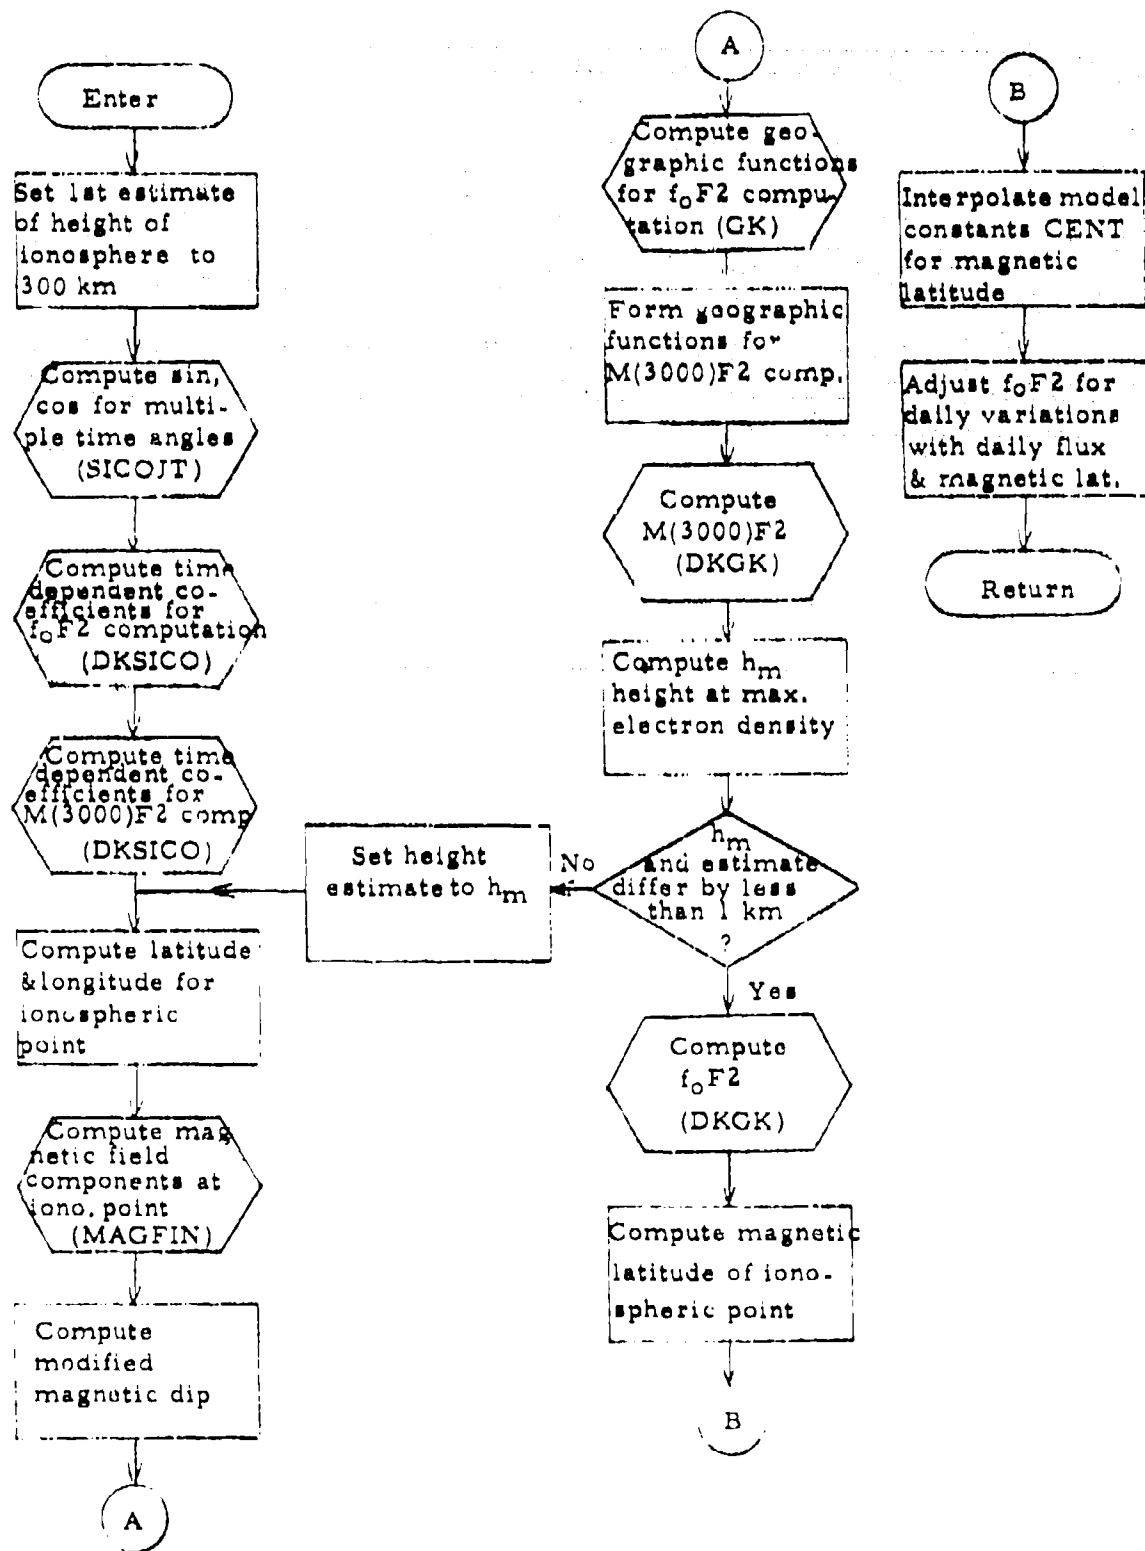 Enter
Set 1st estimate
of height of
ionosphere to
300 km
Compute sin,
cos for multi-
ple time angles
(SICOJT)
Compute time
dependent co-
efficients for
foF2 computation
(DKSICO)
Compute time
dependent co-
efficients for
M(3000)F2 comp
(DKSICO)
Compute latitude
&longitude for
ionospheric
point
Compute mag
netic field
components at
iono. point
(MAGFIN)
Compute
modified
magnetic dip
A
A
Compute geo-
graphic functions
for foF2 compu-
tation (GK)
Form geographic
functions for
M(3000)F2 comp.
Compute
M(3000)F2
(DKGK)
Compute hm
height at max.
electron density
hm
and estimate
differ by less
than 1 km
?
No
Set height
estimate to hm
Yes
Compute
foF2
(DKGK)
Compute magnetic
latitude of iono-
spheric point
B
B
Interpolate model
constants CENT
for magnetic
latitude
Adjust foF2 for
daily variations
with daily flux
& magnetic lat.
Return